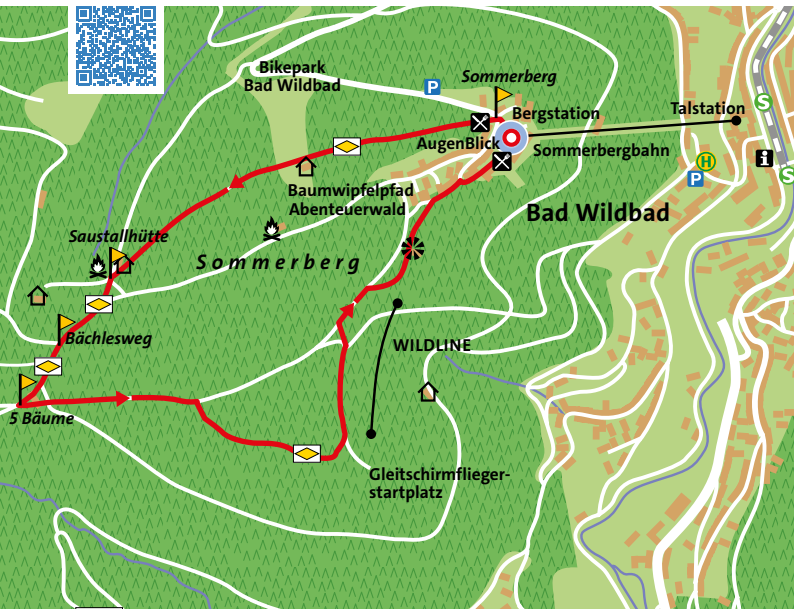 Bikepark
Bad Wildbad
P
Sommerberg
Bergstation
Talstation
S
AugenBlick
Sommerbergbahn
H
i
P
S
Baumwipfelpfad
Abenteuerwald
Bad Wildbad
Saustallhütte
Sommerberg
Bächlesweg
WILDLINE
5 Bäume
Gleitschirmflieger-
startplatz